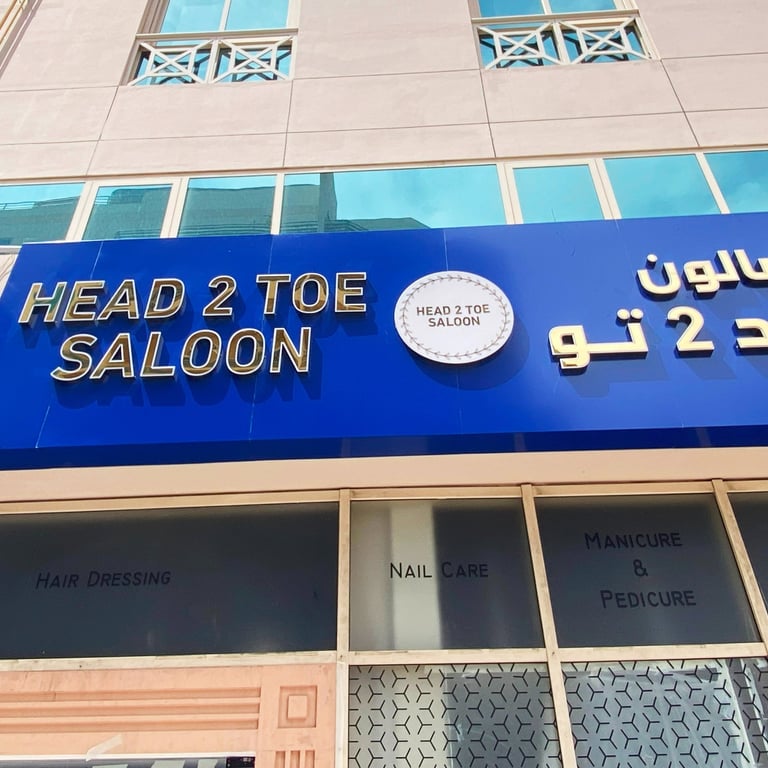 HEAD 2 TOE
SALOON
HEAD 2 TOE
SALOON
2 تو
HAIR DRESSING
NAIL CARE
MANICURE
&
PEDICURE